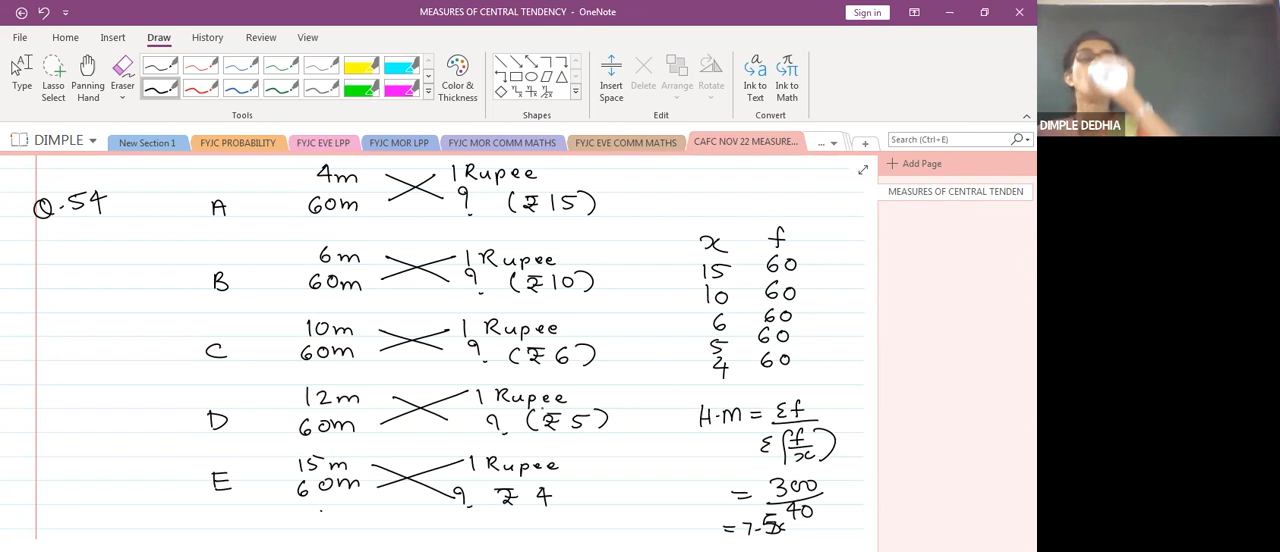 MEASURES OF CENTRAL TENDENCY - OneNote
Sign in
File Home Insert Draw History Review View
Type
Lasso Select
Panning Hand
Eraser
Color & Thickness
Insert Space
Delete
Arrange
Rotate
Ink to Text
Ink to Math
Tools
Shapes
Edit
Convert
DIMPLE
New Section 1
FYJC PROBABILITY
FYJC EVE LPP
FYJC MOR LPP
FYJC MOR COMM MATHS
FYJC EVE COMM MATHS
CAFC NOV 22 MEASURE...
Search (Ctrl+E)
DIMPLE DEDHIA
Add Page
MEASURES OF CENTRAL TENDEN
Q.54
4m 1 Rupee
A 60m ? (₹15)
6m 1 Rupee
B 60m ? (₹10)
10m 1 Rupee
C 60m ? (₹6)
12m 1 Rupee
D 60m ? (₹5)
15m 1 Rupee
E 60m ? ₹ 4
x f
15 60
10 60
6 60
5 60
4 60
H.M = Σf
Σ(f/x)
= 300
40
= 7.5